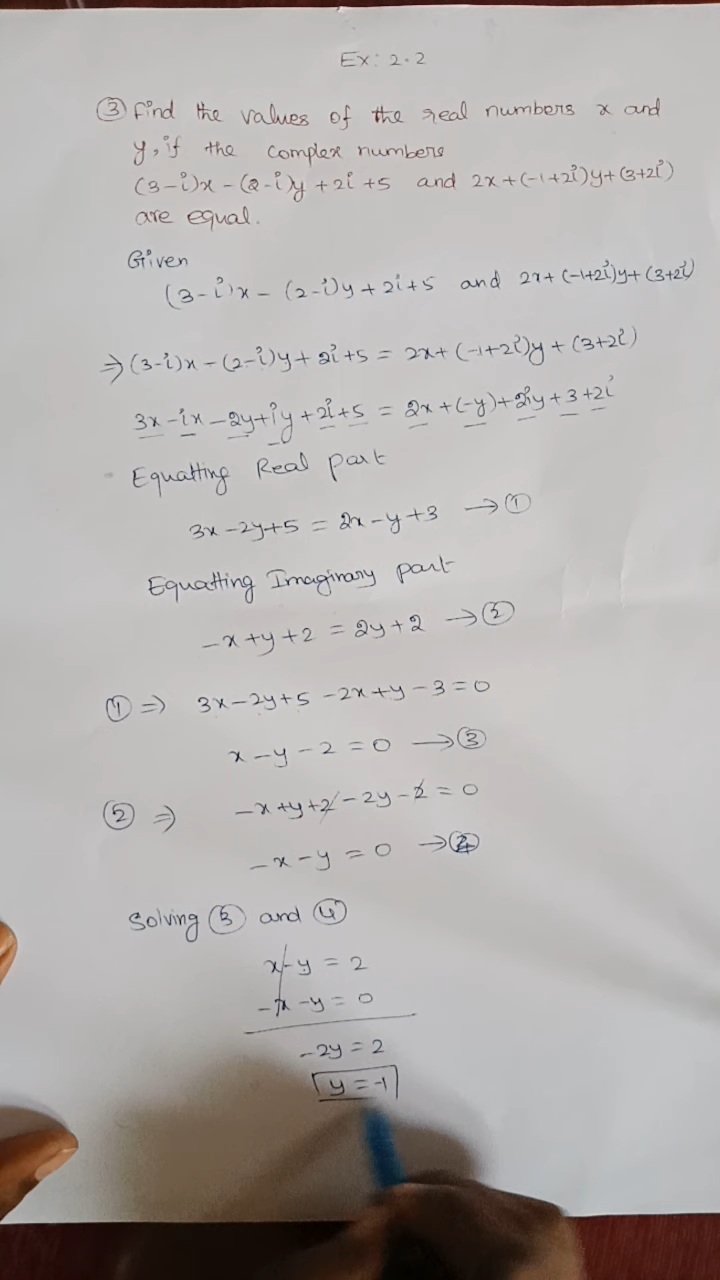 Ex: 2.2
③ Find the values of the real numbers x and
y, if the complex numbers
(3-i)x - (2-i)y + 2i + 5 and 2x + (-1+2i)y + (3+2i)
are equal.
Given
(3-i)x - (2-i)y + 2i + 5 and 2x + (-1+2i)y + (3+2i)
⇒ (3-i)x - (2-i)y + 2i + 5 = 2x + (-1+2i)y + (3+2i)
3x - ix - 2y + iy + 2i + 5 = 2x + (-y) + 2iy + 3 + 2i
Equatting Real part
3x - 2y + 5 = 2x - y + 3 → ①
Equatting Imaginary part
-x + y + 2 = 2y + 2 → ②
① ⇒ 3x - 2y + 5 - 2x + y - 3 = 0
x - y - 2 = 0 → ③
② ⇒ -x + y + 2 - 2y - 2 = 0
-x - y = 0 → ④
Solving ③ and ④
x - y = 2
-x - y = 0
-2y = 2
y = -1